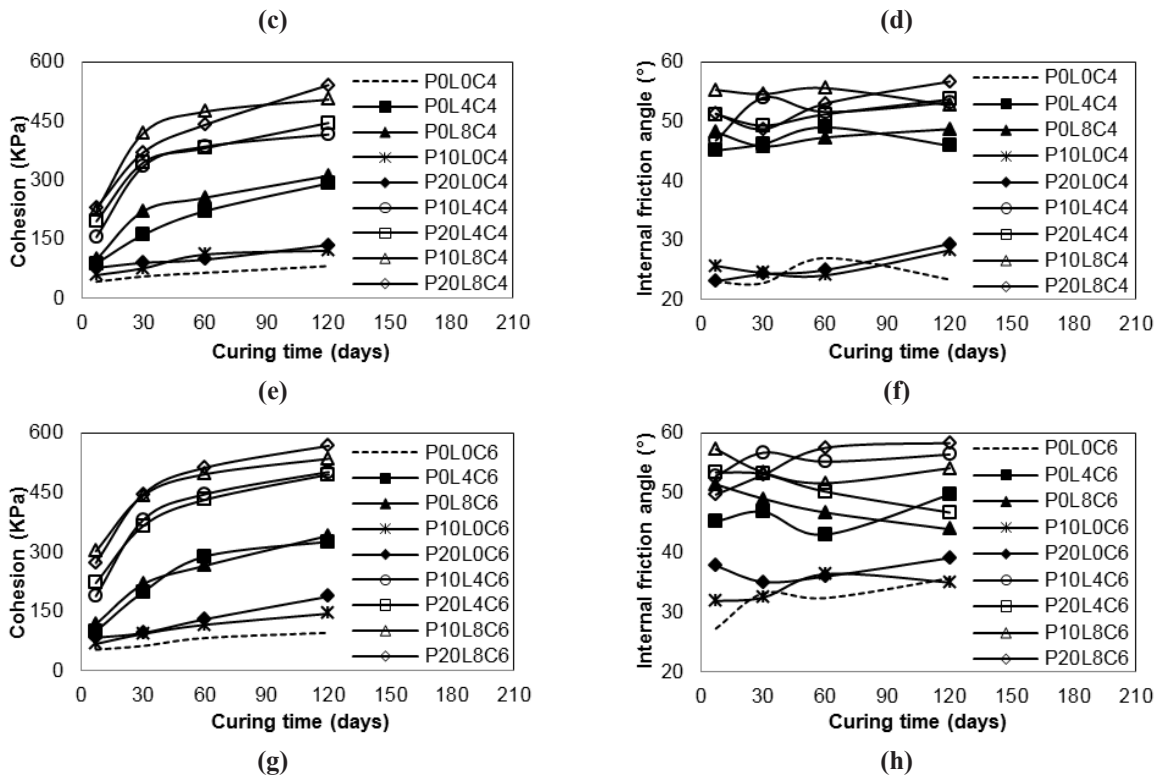 (c)
(d)
Cohesion (KPa)
600
450
300
150
0
0 30 60 90 120 150 180 210
Curing time (days)
P0L0C4
P0L4C4
P0L8C4
P10L0C4
P20L0C4
P10L4C4
P20L4C4
P10L8C4
P20L8C4
Internal friction angle (°)
60
50
40
30
20
0 30 60 90 120 150 180 210
Curing time (days)
P0L0C4
P0L4C4
P0L8C4
P10L0C4
P20L0C4
P10L4C4
P20L4C4
P10L8C4
P20L8C4
(e)
(f)
Cohesion (KPa)
600
450
300
150
0
0 30 60 90 120 150 180 210
Curing time (days)
P0L0C6
P0L4C6
P0L8C6
P10L0C6
P20L0C6
P10L4C6
P20L4C6
P10L8C6
P20L8C6
Internal friction angle (°)
60
50
40
30
20
0 30 60 90 120 150 180 210
Curing time (days)
P0L0C6
P0L4C6
P0L8C6
P10L0C6
P20L0C6
P10L4C6
P20L4C6
P10L8C6
P20L8C6
(g)
(h)